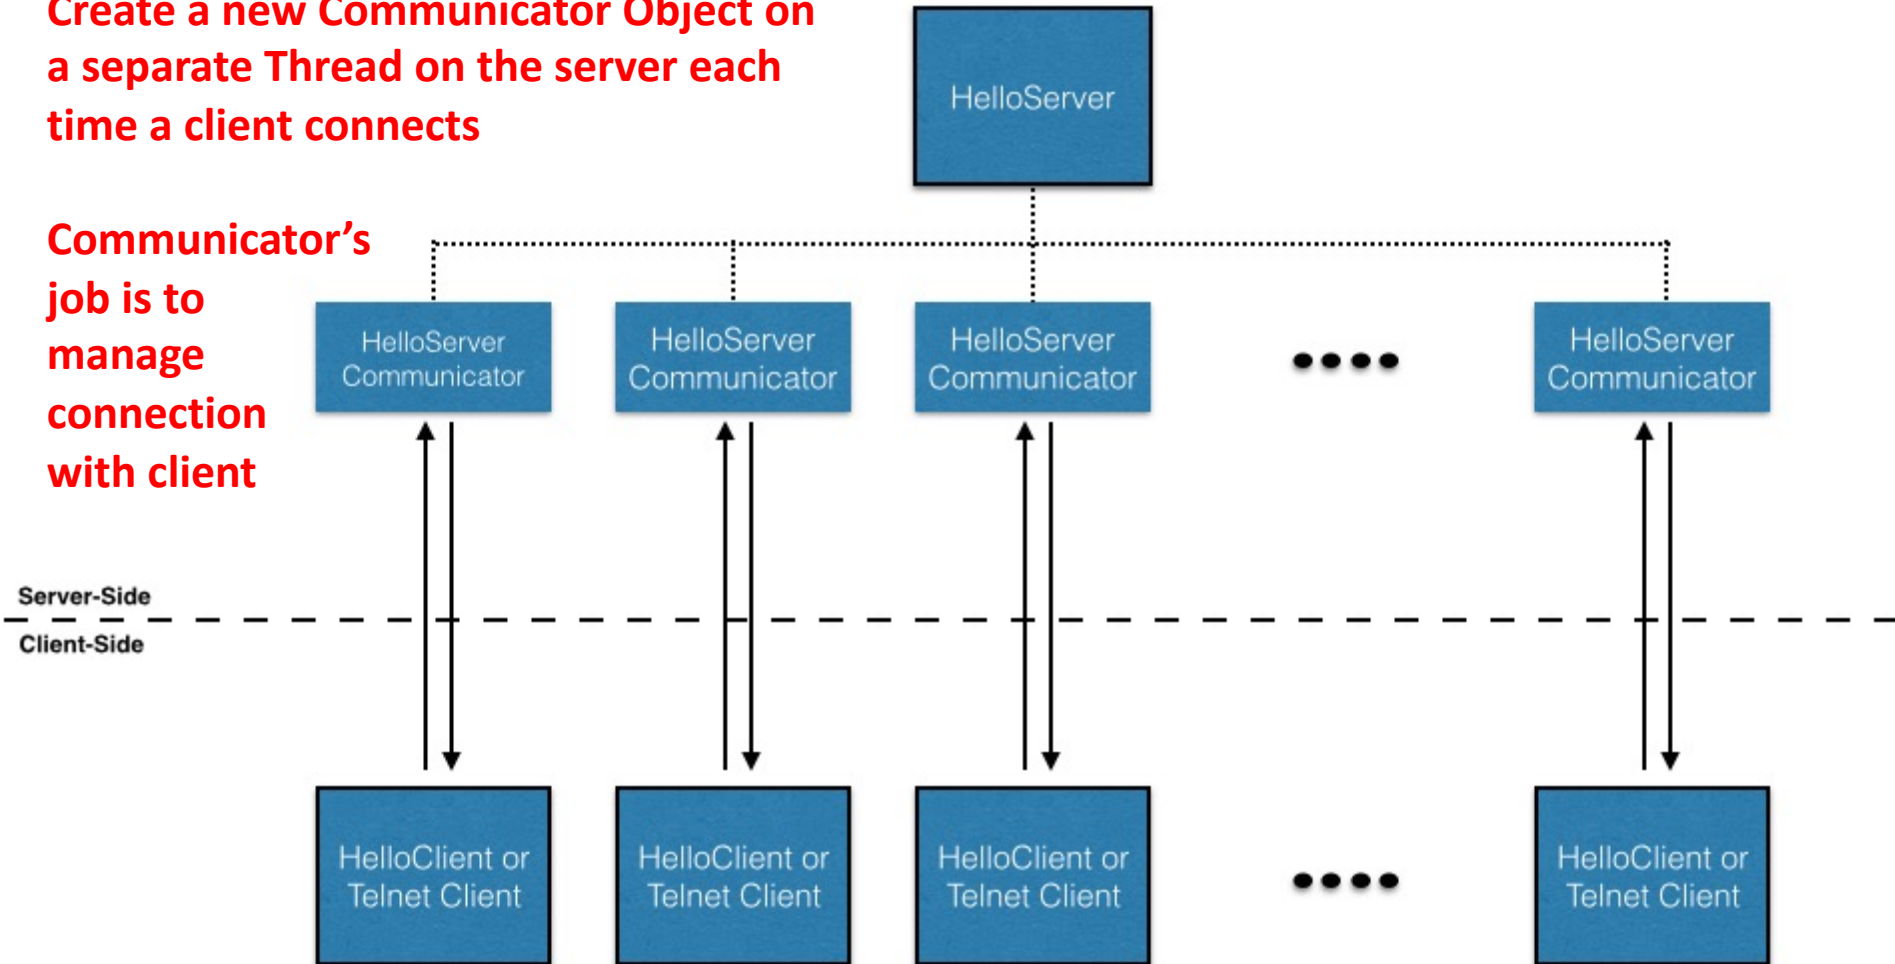 Create a new Communicator Object on
a separate Thread on the server each
time a client connects
HelloServer
Communicator’s
job is to
manage
connection
with client
HelloServer
Communicator
HelloServer
Communicator
HelloServer
Communicator
HelloServer
Communicator
Server-Side
Client-Side
HelloClient or
Telnet Client
HelloClient or
Telnet Client
HelloClient or
Telnet Client
HelloClient or
Telnet Client